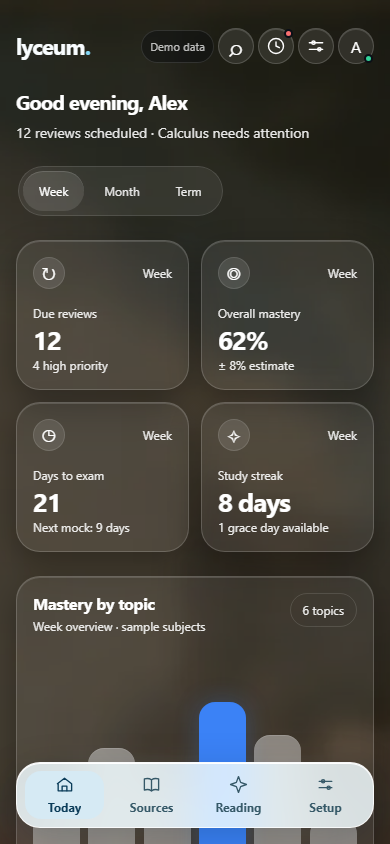 lyceum.
Demo data
A
Good evening, Alex
12 reviews scheduled · Calculus needs attention
Week Month Term
Week
Due reviews
12
4 high priority
Week
Overall mastery
62%
± 8% estimate
Week
Days to exam
21
Next mock: 9 days
Week
Study streak
8 days
1 grace day available
Mastery by topic
6 topics
Week overview · sample subjects
Today Sources Reading Setup